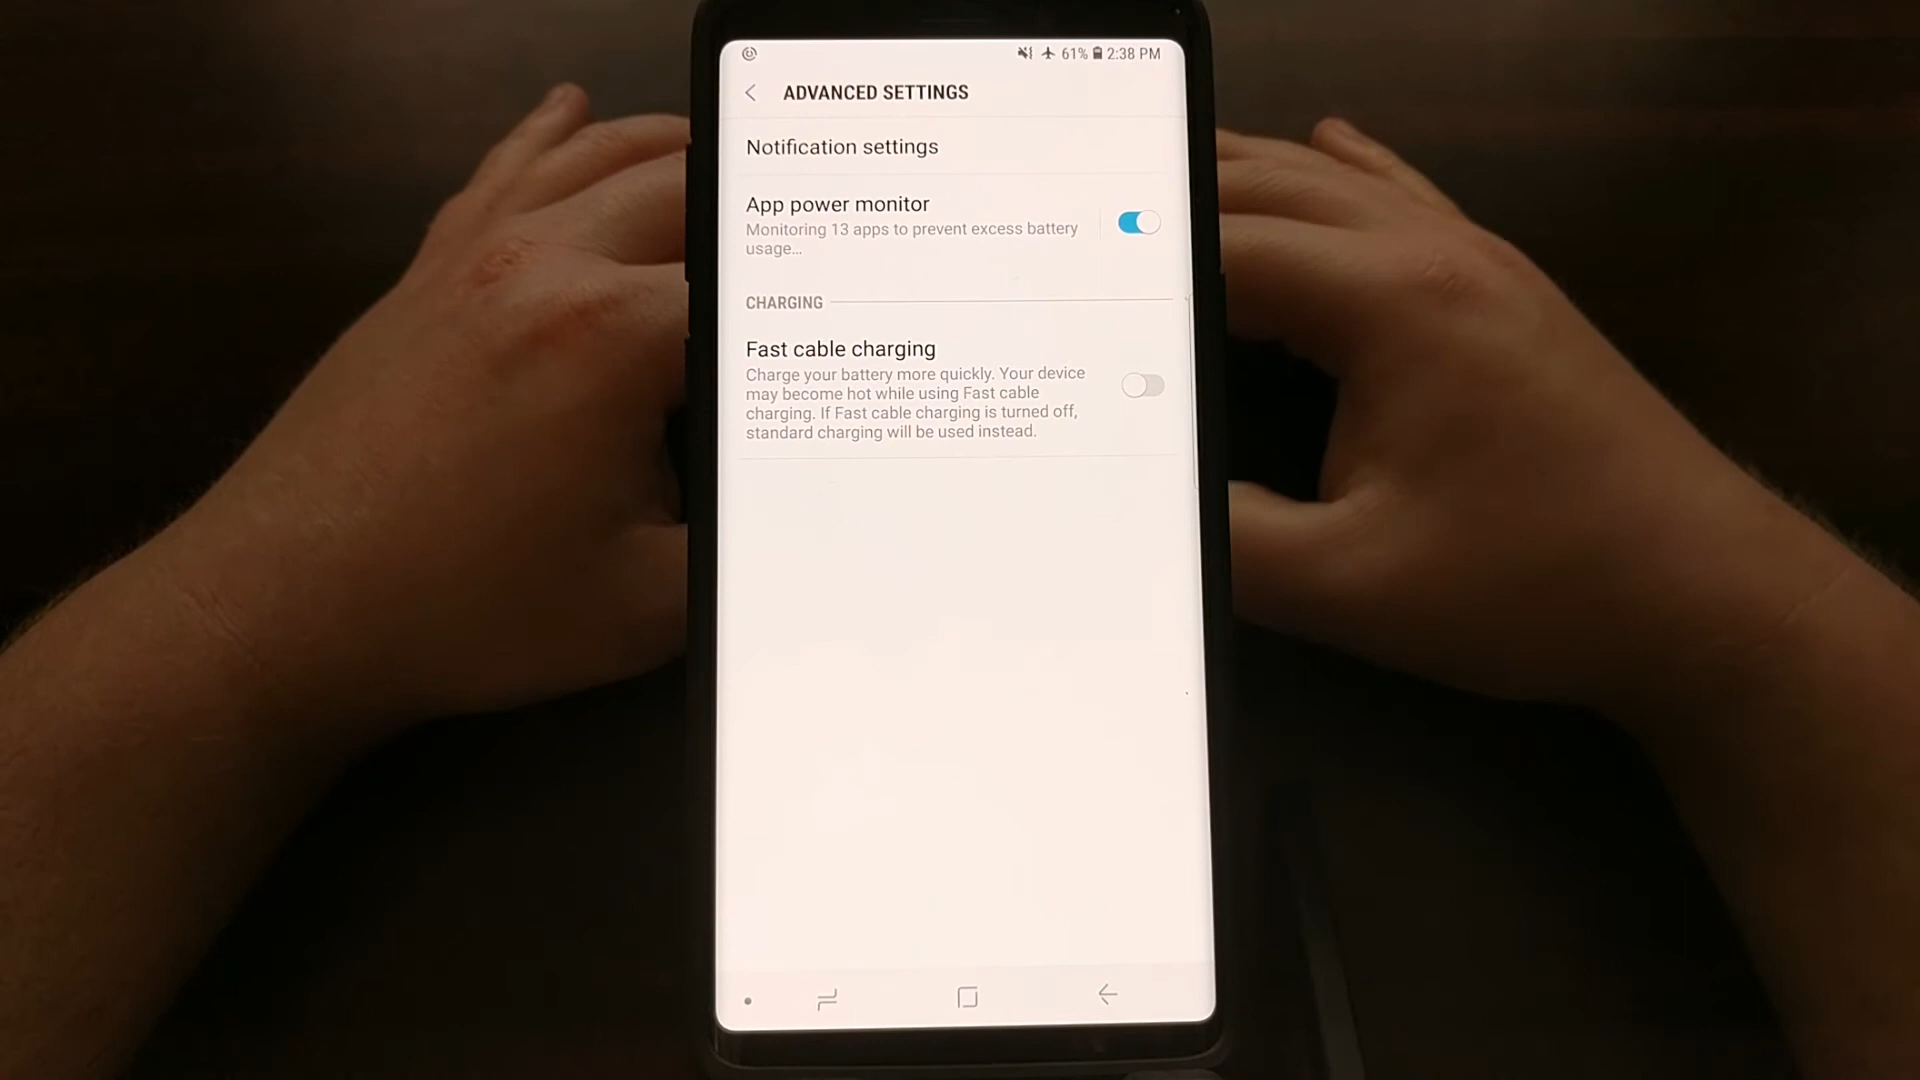 61% 2:38 PM
ADVANCED SETTINGS
Notification settings
App power monitor
Monitoring 13 apps to prevent excess battery
usage...
CHARGING
Fast cable charging
Charge your battery more quickly. Your device
may become hot while using Fast cable
charging. If Fast cable charging is turned off,
standard charging will be used instead.